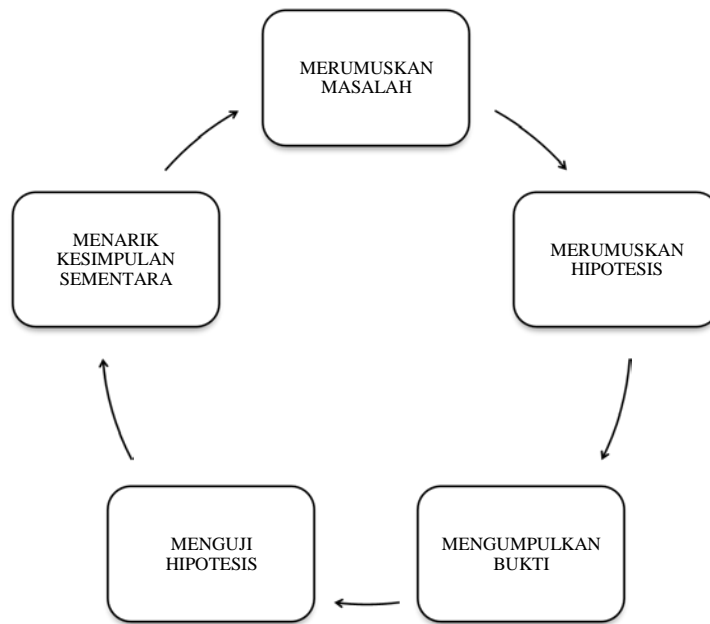 MERUMUSKAN
MASALAH
MERUMUSKAN
HIPOTESIS
MENGUMPULKAN
BUKTI
MENGUJI
HIPOTESIS
MENARIK
KESIMPULAN
SEMENTARA